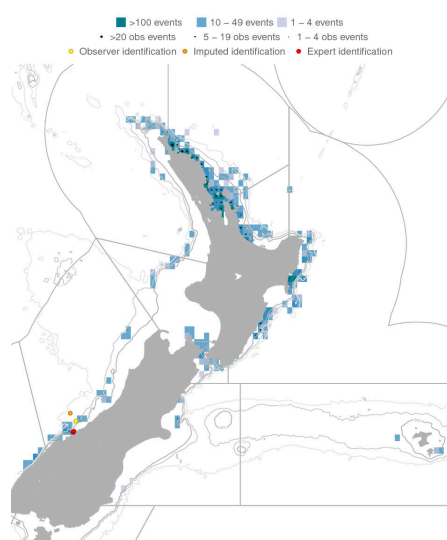 >100 events 10 – 49 events 1 – 4 events
>20 obs events 5 – 19 obs events 1 – 4 obs events
Observer identification Imputed identification Expert identification